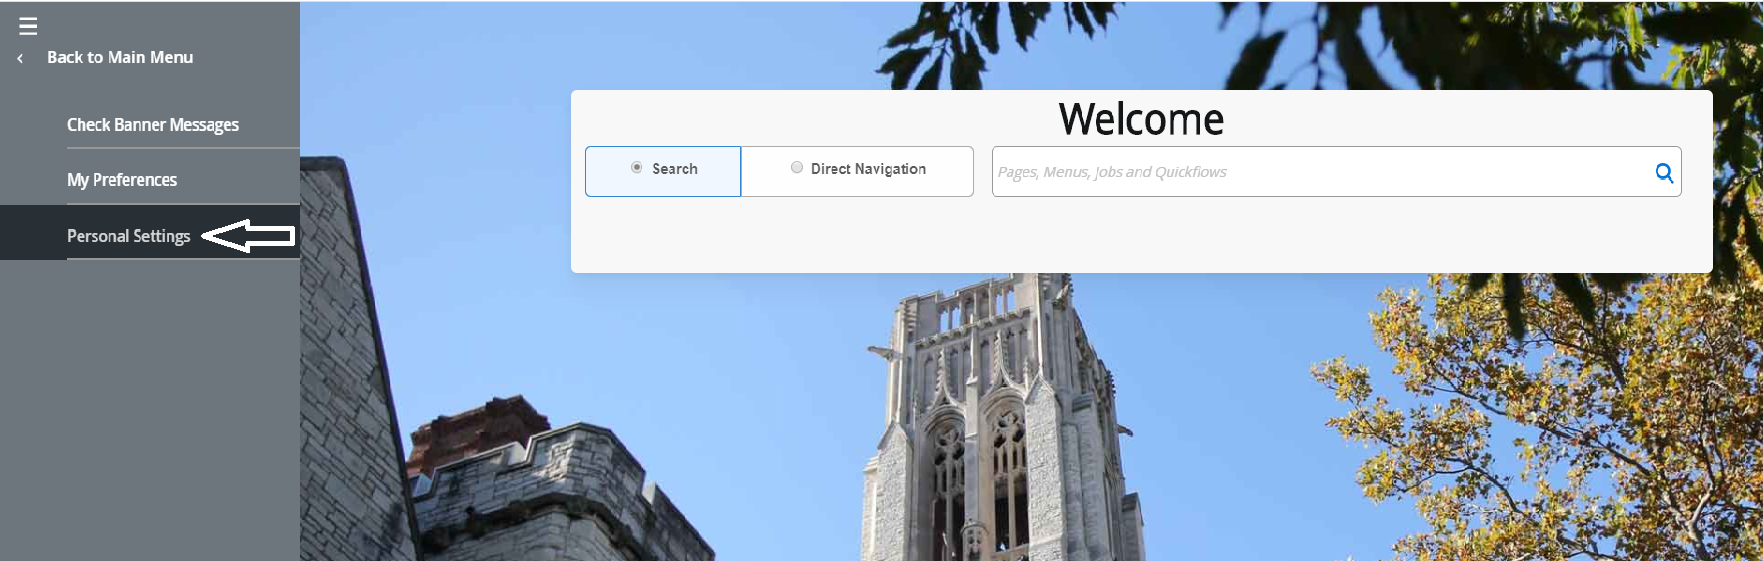 Back to Main Menu
Check Banner Messages
My Preferences
Personal Settings
Welcome
Search
Direct Navigation
Pages, Menus, Jobs and Quickflows